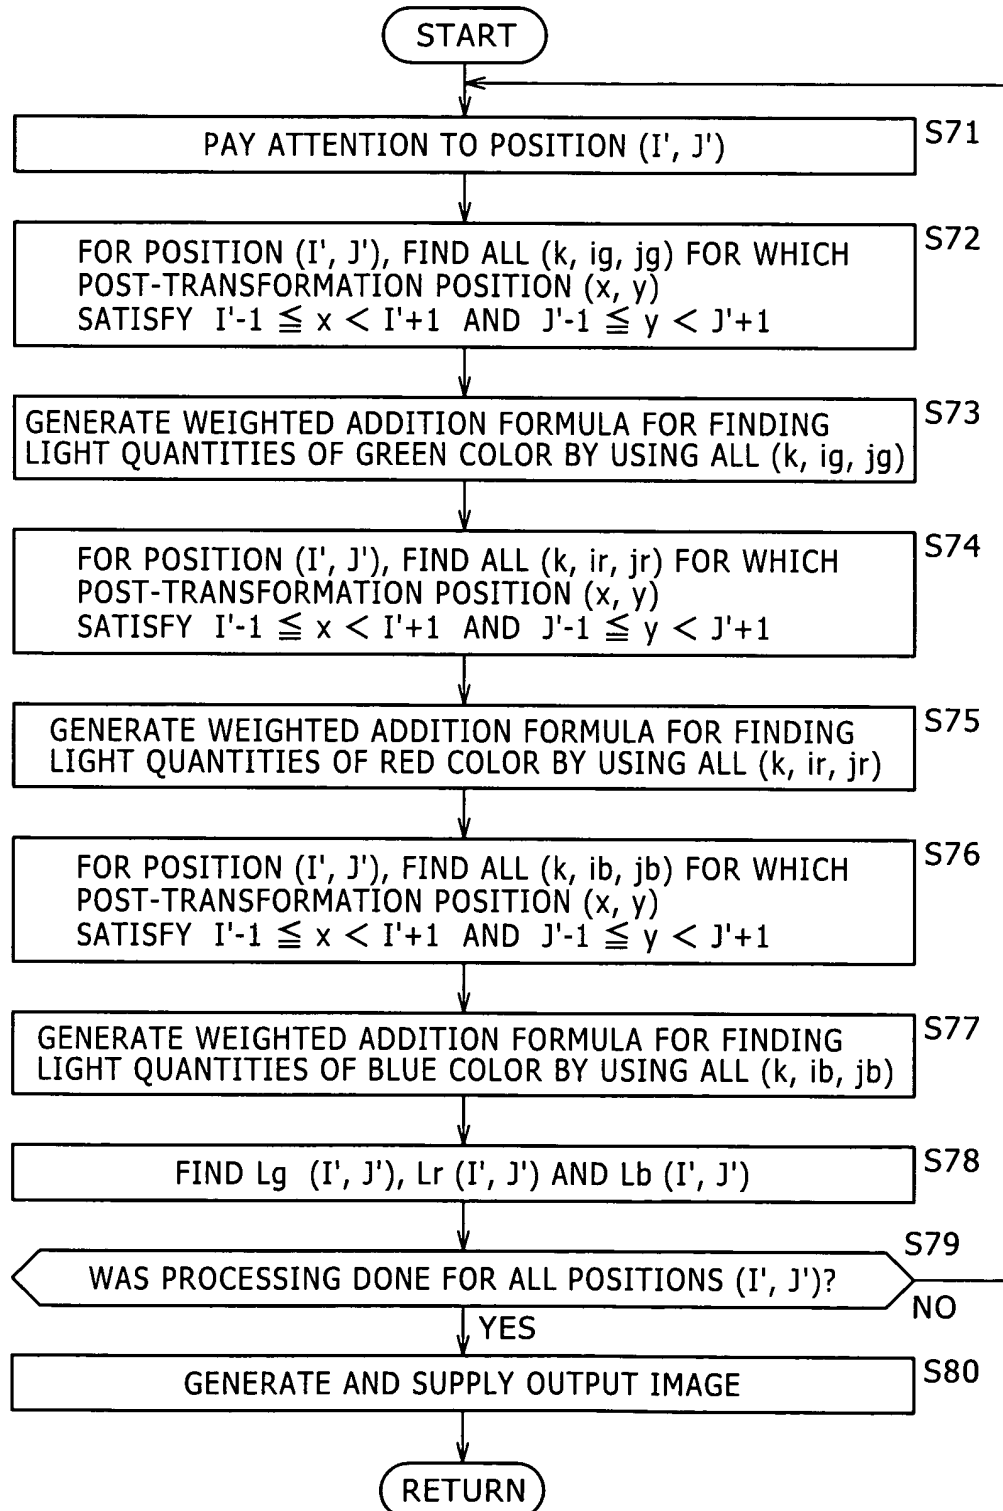 START
PAY ATTENTION TO POSITION (I', J')
S71
FOR POSITION (I', J'), FIND ALL (k, ig, jg) FOR WHICH
POST-TRANSFORMATION POSITION (x, y)
SATISFY I'-1 ≦ x < I'+1 AND J'-1 ≦ y < J'+1
S72
GENERATE WEIGHTED ADDITION FORMULA FOR FINDING
LIGHT QUANTITIES OF GREEN COLOR BY USING ALL (k, ig, jg)
S73
FOR POSITION (I', J'), FIND ALL (k, ir, jr) FOR WHICH
POST-TRANSFORMATION POSITION (x, y)
SATISFY I'-1 ≦ x < I'+1 AND J'-1 ≦ y < J'+1
S74
GENERATE WEIGHTED ADDITION FORMULA FOR FINDING
LIGHT QUANTITIES OF RED COLOR BY USING ALL (k, ir, jr)
S75
FOR POSITION (I', J'), FIND ALL (k, ib, jb) FOR WHICH
POST-TRANSFORMATION POSITION (x, y)
SATISFY I'-1 ≦ x < I'+1 AND J'-1 ≦ y < J'+1
S76
GENERATE WEIGHTED ADDITION FORMULA FOR FINDING
LIGHT QUANTITIES OF BLUE COLOR BY USING ALL (k, ib, jb)
S77
FIND Lg (I', J'), Lr (I', J') AND Lb (I', J')
S78
WAS PROCESSING DONE FOR ALL POSITIONS (I', J')?
S79
NO
YES
GENERATE AND SUPPLY OUTPUT IMAGE
S80
RETURN